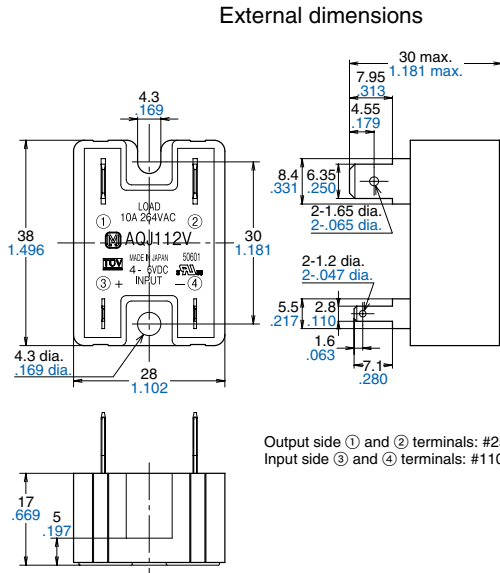 External dimensions
4.3
.169
38
1.496
30
1.181
LOAD
10A 264VAC
① ②
M AQJ112V
TÜV MADE IN JAPAN 50601
4 - 6VDC
③ + INPUT – ④
4.3 dia.
.169 dia.
28
1.102
30 max.
1.181 max.
7.95
.313
4.55
.179
8.4
.331
6.35
.250
2-1.65 dia.
2-.065 dia.
2-1.2 dia.
2-.047 dia.
5.5
.217
2.8
.110
1.6
.063
7.1
.280
17
.669
5
.197
Output side ① and ② terminals: #2
Input side ③ and ④ terminals: #110